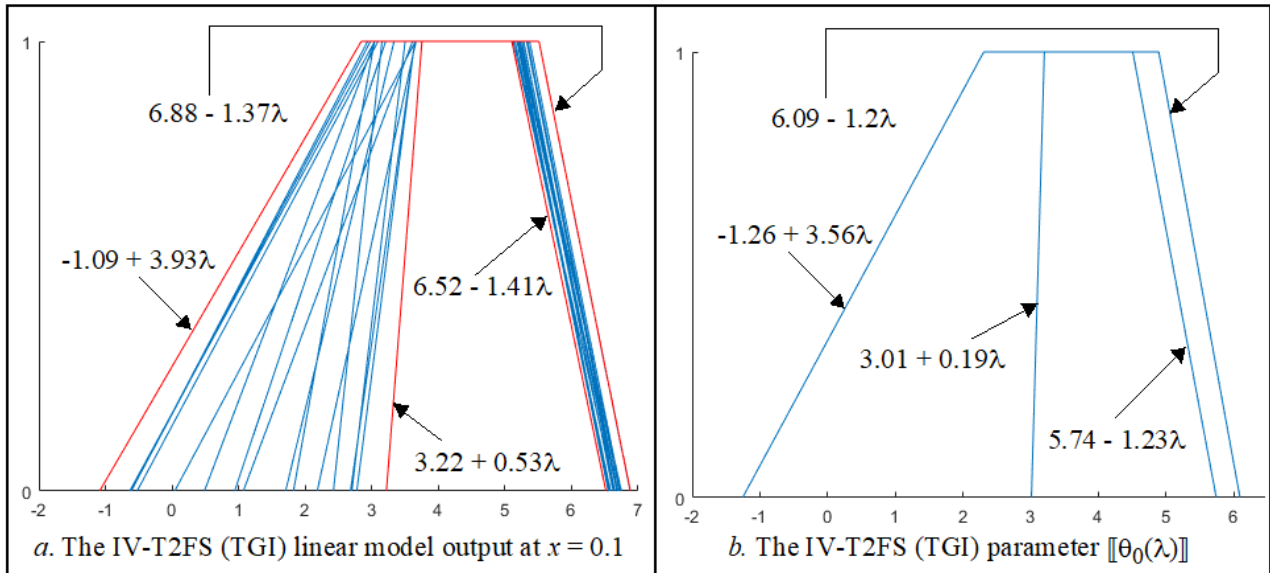 1
6.88 - 1.37λ
-1.09 + 3.93λ
6.52 - 1.41λ
3.22 + 0.53λ
0
-2 -1 0 1 2 3 4 5 6 7
a. The IV-T2FS (TGI) linear model output at x = 0.1
1
6.09 - 1.2λ
-1.26 + 3.56λ
3.01 + 0.19λ
5.74 - 1.23λ
0
-2 -1 0 1 2 3 4 5 6
b. The IV-T2FS (TGI) parameter ⟦θ₀(λ)⟧